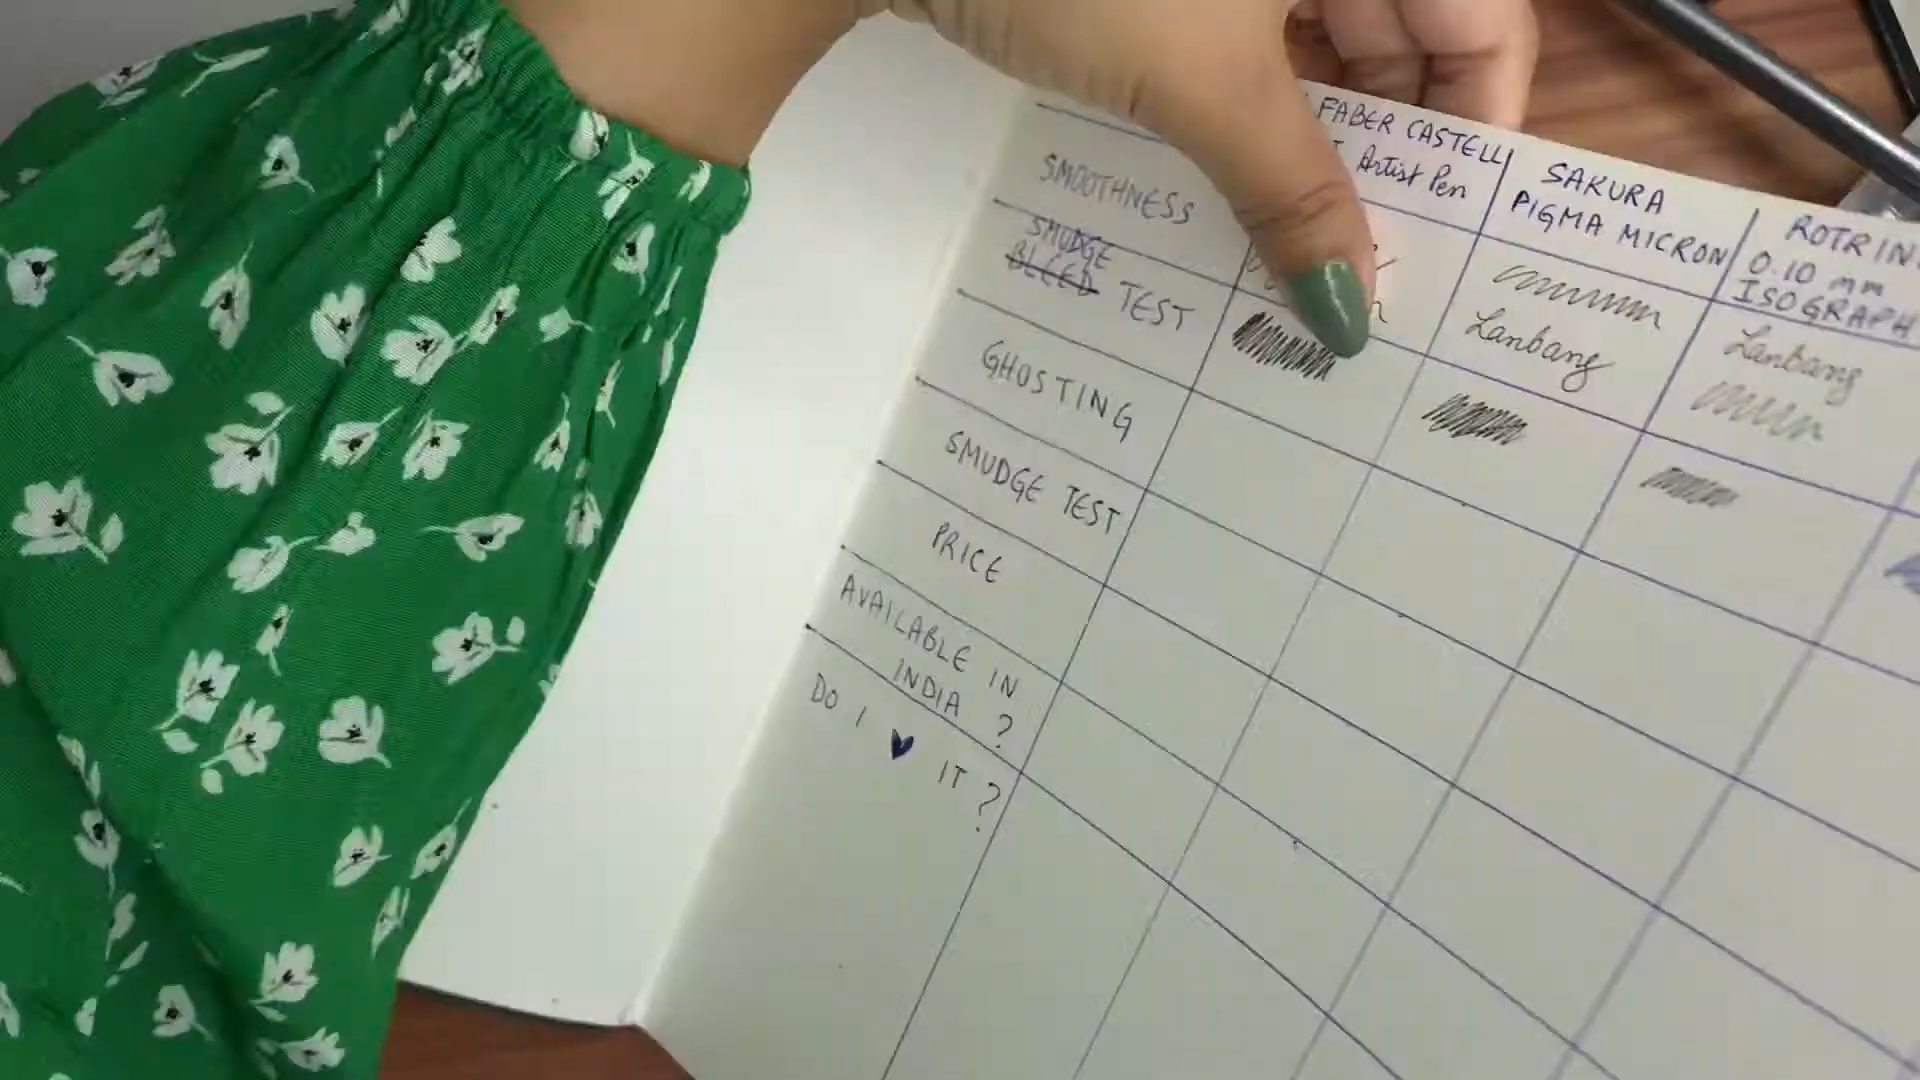 FABER CASTELL
Artist Pen
SAKURA
PIGMA MICRON
0.10 mm
ISOGRAPH
SMOOTHNESS
Lanbang
Lanbang
SMUDGE
BLEED TEST
GHOSTING
SMUDGE TEST
PRICE
AVAILABLE IN
INDIA ?
DO I ♥ IT ?